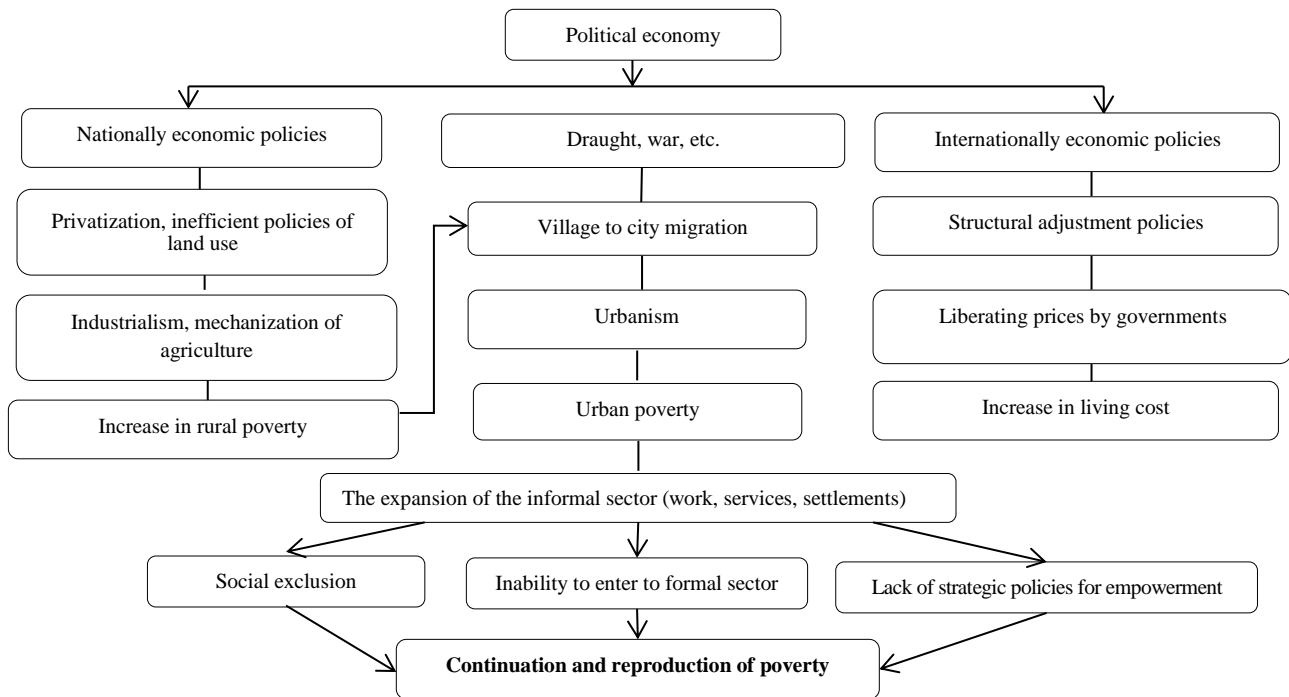 Political economy
Nationally economic policies
Draught, war, etc.
Internationally economic policies
Privatization, inefficient policies of
land use
Village to city migration
Structural adjustment policies
Industrialism, mechanization of
agriculture
Urbanism
Liberating prices by governments
Increase in rural poverty
Urban poverty
Increase in living cost
The expansion of the informal sector (work, services, settlements)
Social exclusion
Inability to enter to formal sector
Lack of strategic policies for empowerment
Continuation and reproduction of poverty